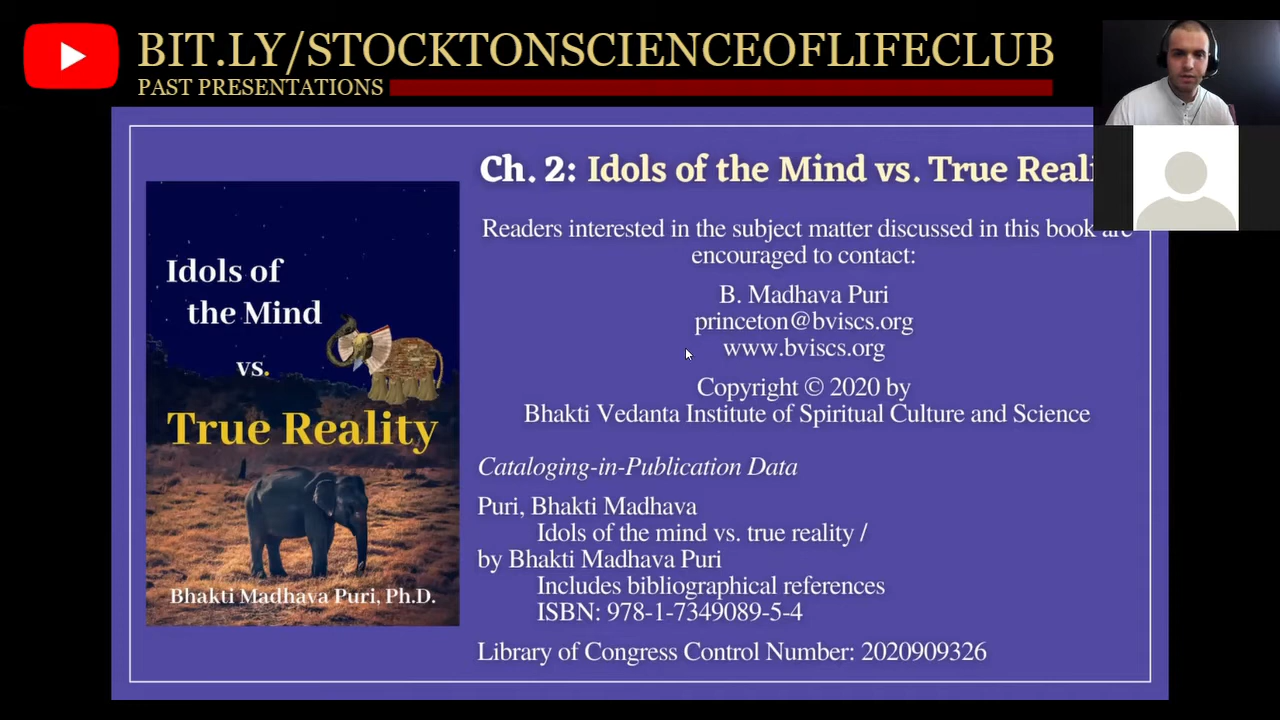 BIT.LY/STOCKTONSCIENCEOFLIFECLUB
PAST PRESENTATIONS
Idols of
the Mind
vs.
True Reality
Bhakti Madhava Puri, Ph.D.
Ch. 2: Idols of the Mind vs. True Reali
Readers interested in the subject matter discussed in this book are
encouraged to contact:
B. Madhava Puri
princeton@bviscs.org
www.bviscs.org
Copyright © 2020 by
Bhakti Vedanta Institute of Spiritual Culture and Science
Cataloging-in-Publication Data
Puri, Bhakti Madhava
Idols of the mind vs. true reality /
by Bhakti Madhava Puri
Includes bibliographical references
ISBN: 978-1-7349089-5-4
Library of Congress Control Number: 2020909326